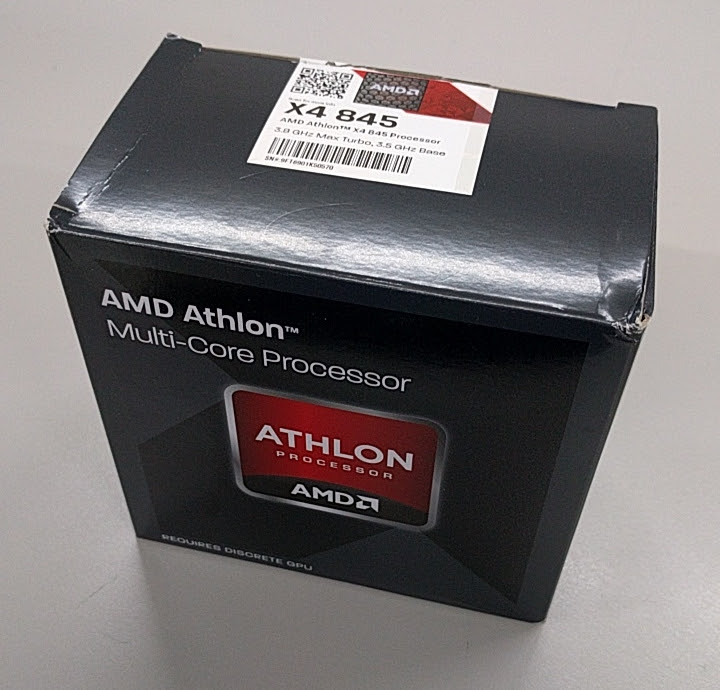 AMD
X4 845
AMD Athlon™ X4 845 Processor
3.8 GHz Max Turbo, 3.5 GHz Base
AMD Athlon™
Multi-Core Processor
ATHLON
PROCESSOR
AMD
REQUIRES DISCRETE GPU